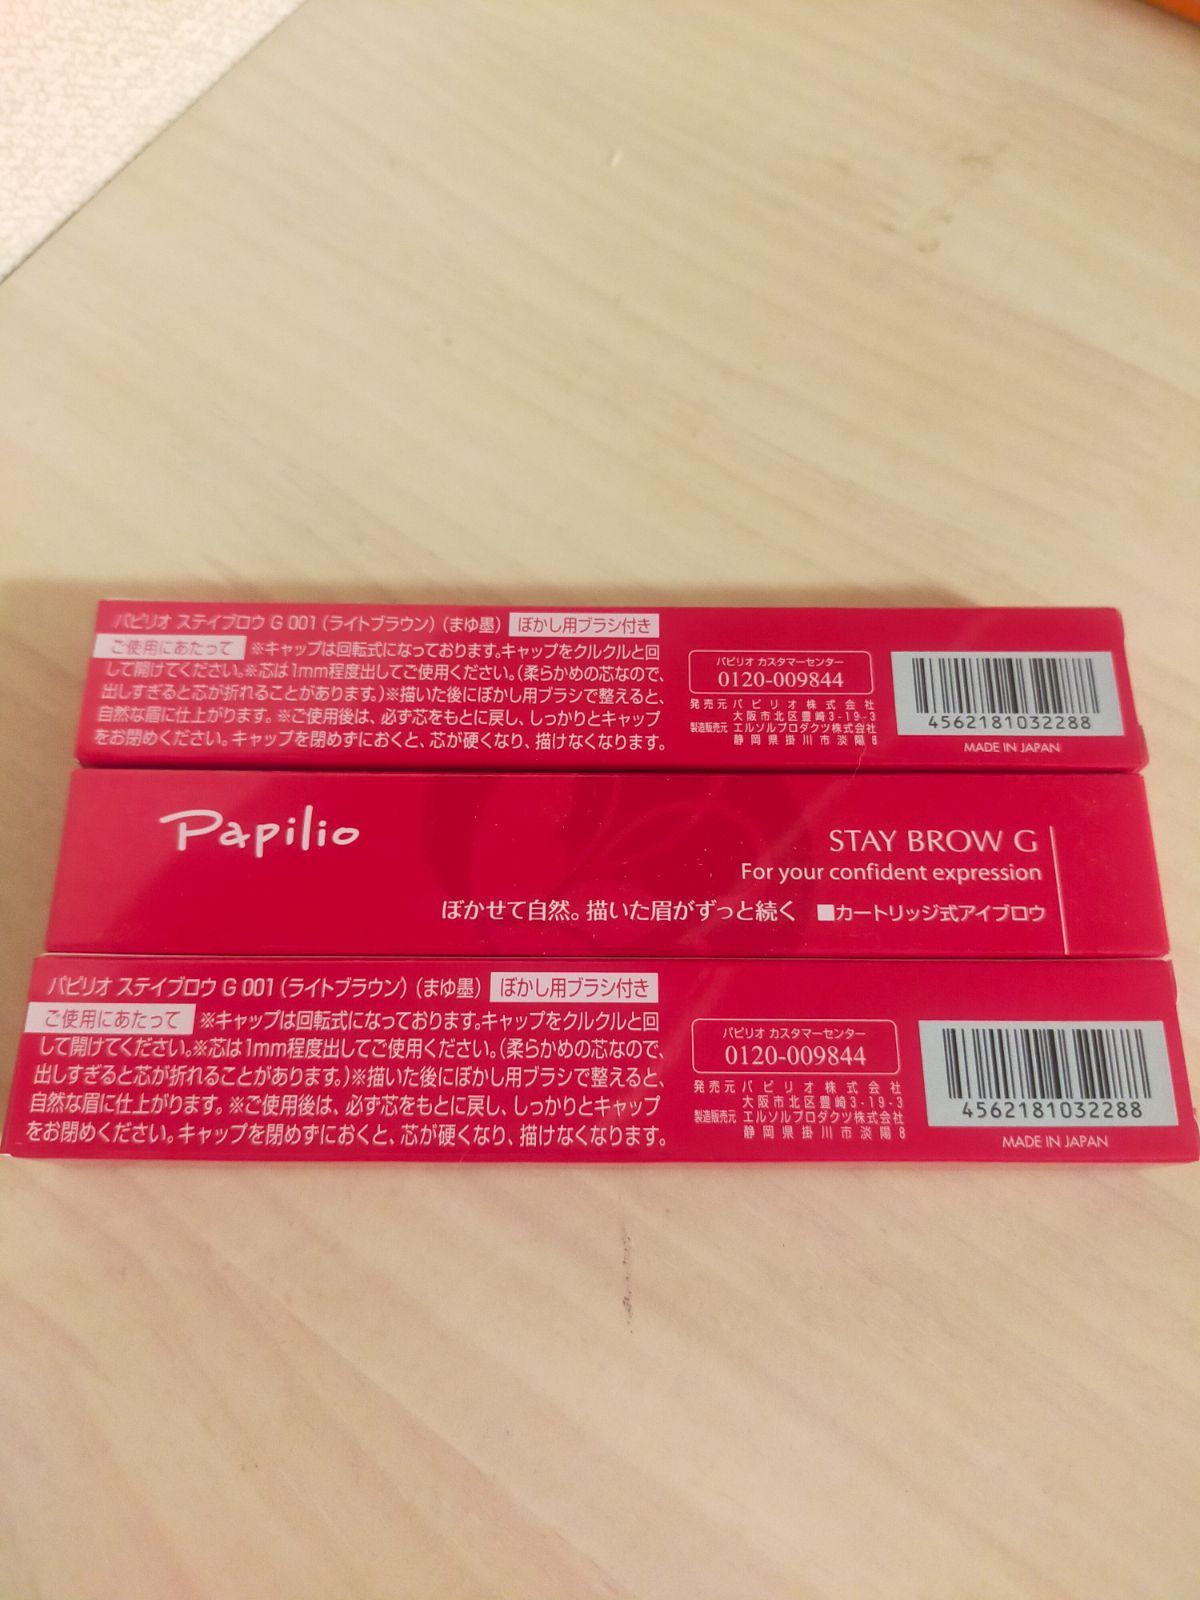 パピリオ ステイブロウ G 001(ライトブラウン)(まゆ墨) ぼかし用ブラシ付き
ご使用にあたって ※キャップは回転式になっております。キャップをクルクルと回
して開けてください。※芯は1mm程度出してご使用ください。(柔らかめの芯なので、
出しすぎると芯が折れることがあります。)※描いた後にぼかし用ブラシで整えると、
自然な眉に仕上がります。※ご使用後は、必ず芯をもとに戻し、しっかりとキャップ
をお閉めください。キャップを閉めずにおくと、芯が硬くなり、描けなくなります。
パピリオ カスタマーセンター
0120-009844
発売元 パピリオ株式会社
大阪市北区豊崎3-19-3
製造販売元 エルソルプロダクツ株式会社
静岡県掛川市淡陽8
4562181032288
MADE IN JAPAN
Papilio
STAY BROW G
For your confident expression
ぼかせて自然。描いた眉がずっと続く ■カートリッジ式アイブロウ
パピリオ ステイブロウ G 001(ライトブラウン)(まゆ墨) ぼかし用ブラシ付き
ご使用にあたって ※キャップは回転式になっております。キャップをクルクルと回
して開けてください。※芯は1mm程度出してご使用ください。(柔らかめの芯なので、
出しすぎると芯が折れることがあります。)※描いた後にぼかし用ブラシで整えると、
自然な眉に仕上がります。※ご使用後は、必ず芯をもとに戻し、しっかりとキャップ
をお閉めください。キャップを閉めずにおくと、芯が硬くなり、描けなくなります。
パピリオ カスタマーセンター
0120-009844
発売元 パピリオ株式会社
大阪市北区豊崎3-19-3
製造販売元 エルソルプロダクツ株式会社
静岡県掛川市淡陽8
4562181032288
MADE IN JAPAN